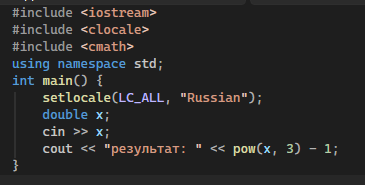 #include <iostream>
#include <clocale>
#include <cmath>
using namespace std;
int main() {
    setlocale(LC_ALL, "Russian");
    double x;
    cin >> x;
    cout << "результат: " << pow(x, 3) - 1;
}